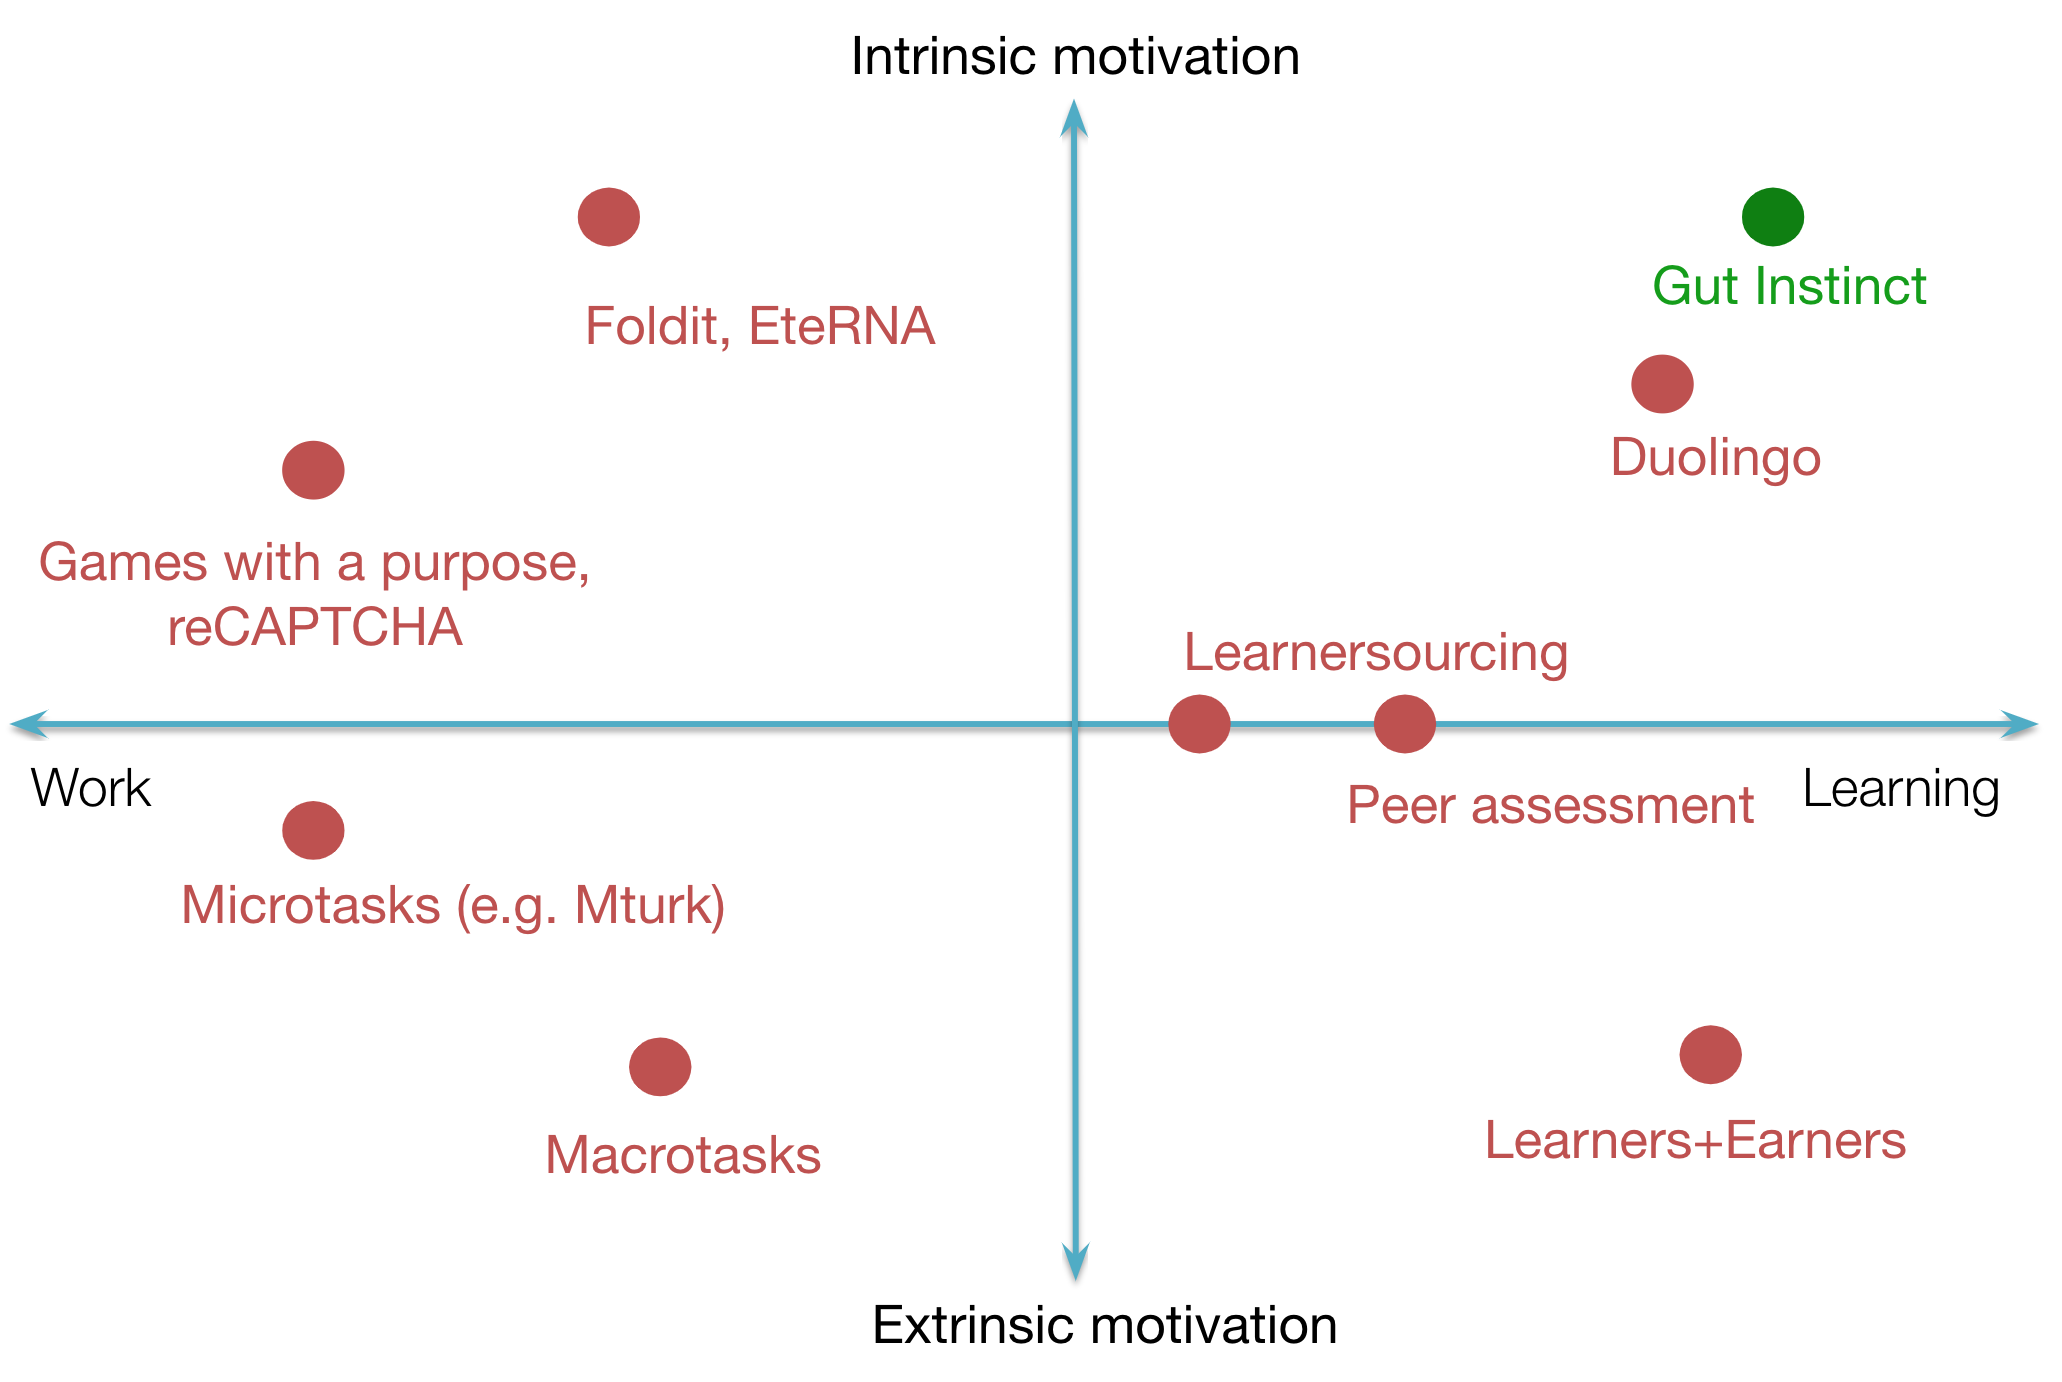 Intrinsic motivation
Gut Instinct
Foldit, EteRNA
Duolingo
Games with a purpose,
reCAPTCHA
Learnersourcing
Work
Peer assessment
Learning
Microtasks (e.g. Mturk)
Macrotasks
Learners+Earners
Extrinsic motivation